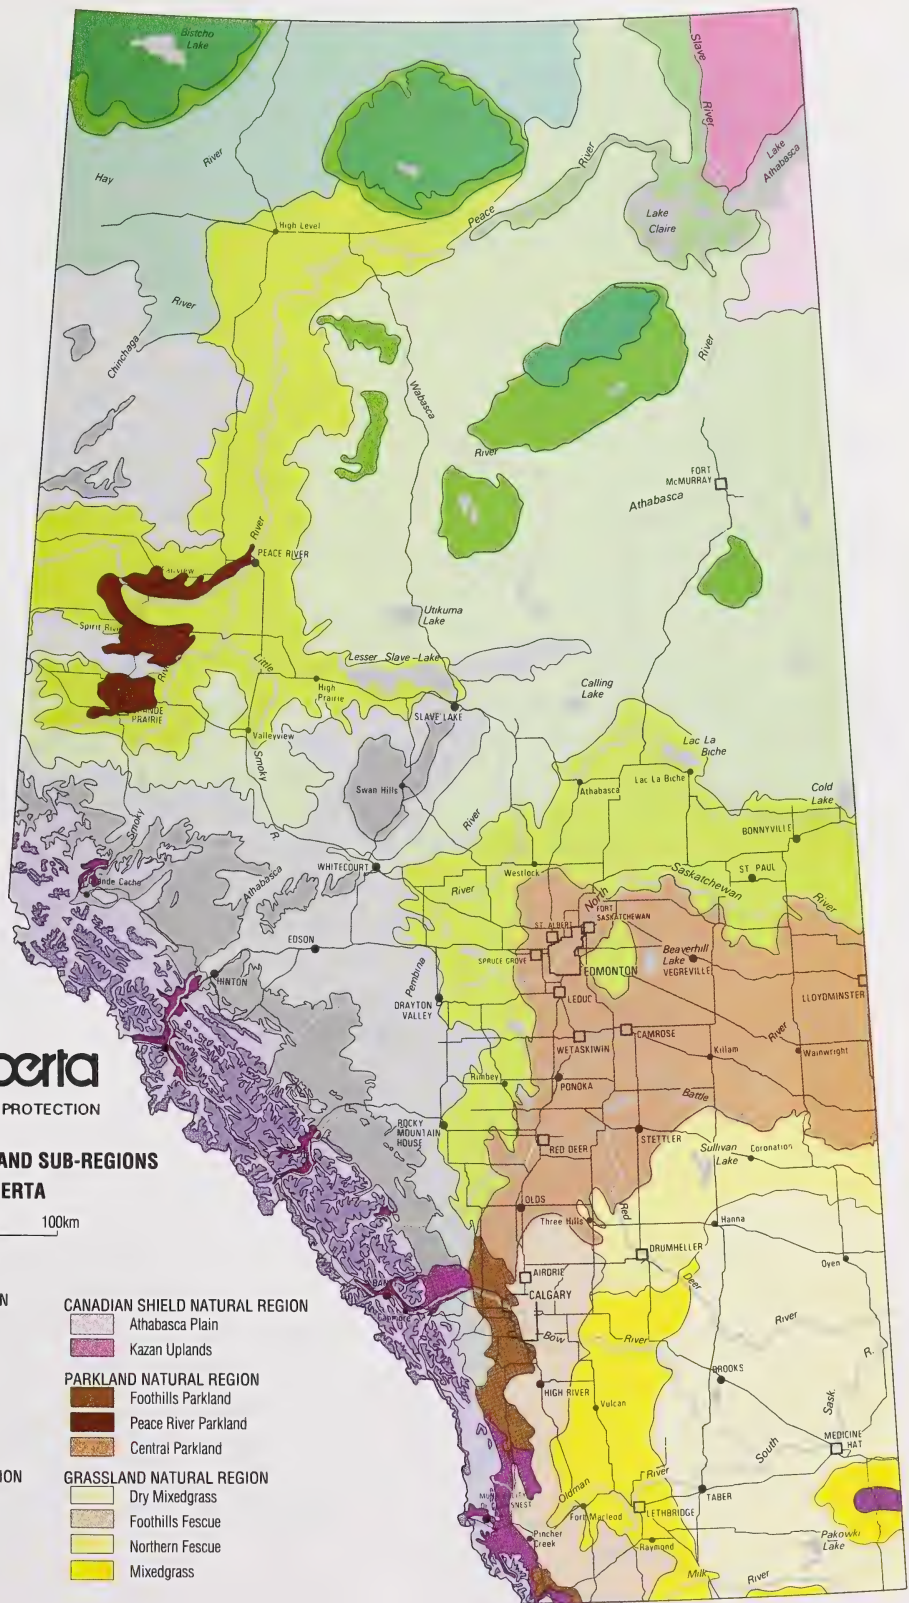 Bistcho
Lake
Slave
River
Lake
Athabasca
Hay
River
River
Peace
Lake
Claire
High Level
River
Chinchaga
River
Wabasca
River
FORT
McMURRAY
Athabasca
River
PEACE RIVER
Utikuma
Lake
Spirit
Little
Lesser Slave Lake
High
Prairie
Calling
Lake
SLAVE LAKE
PRAIRIE
Valleyview
Smoky
R.
Lac La
Biche
Lac La Biche
Swan Hills
Athabasca
Cold
Lake
Smoky
River
BONNYVILLE
WHITECOURT
Westlock
ST. PAUL
Saskatchewan
River
Athabasca
River
North
FORT
SASKATCHEWAN
ST. ALBERT
EDSON
SPRUCE GROVE
EDMONTON
Beaverhill
Lake
VEGREVILLE
HINTON
Pembina
LEDUC
LLOYDMINSTER
DRAYTON
VALLEY
River
WETASKIWIN
CAMROSE
Killam
Wainwright
Rimbey
PONOKA
Battle
ROCKY
MOUNTAIN
HOUSE
STETTLER
RED DEER
Sullivan
Lake
Coronation
OLDS
Three Hills
Red
Hanna
DRUMHELLER
Oyen
AIRDRIE
Deer
CALGARY
River
Bow
River
R.
BROOKS
HIGH RIVER
Vulcan
Sask.
MEDICINE
HAT
South
River
Oldman
TABER
Fort Macleod
LETHBRIDGE
Pincher
Creek
Raymond
Pakowki
Lake
Milk
River
berta
PROTECTION
AND SUB-REGIONS
BERTA
100km
N
CANADIAN SHIELD NATURAL REGION
Athabasca Plain
Kazan Uplands
PARKLAND NATURAL REGION
Foothills Parkland
Peace River Parkland
Central Parkland
ION
GRASSLAND NATURAL REGION
Dry Mixedgrass
Foothills Fescue
Northern Fescue
Mixedgrass